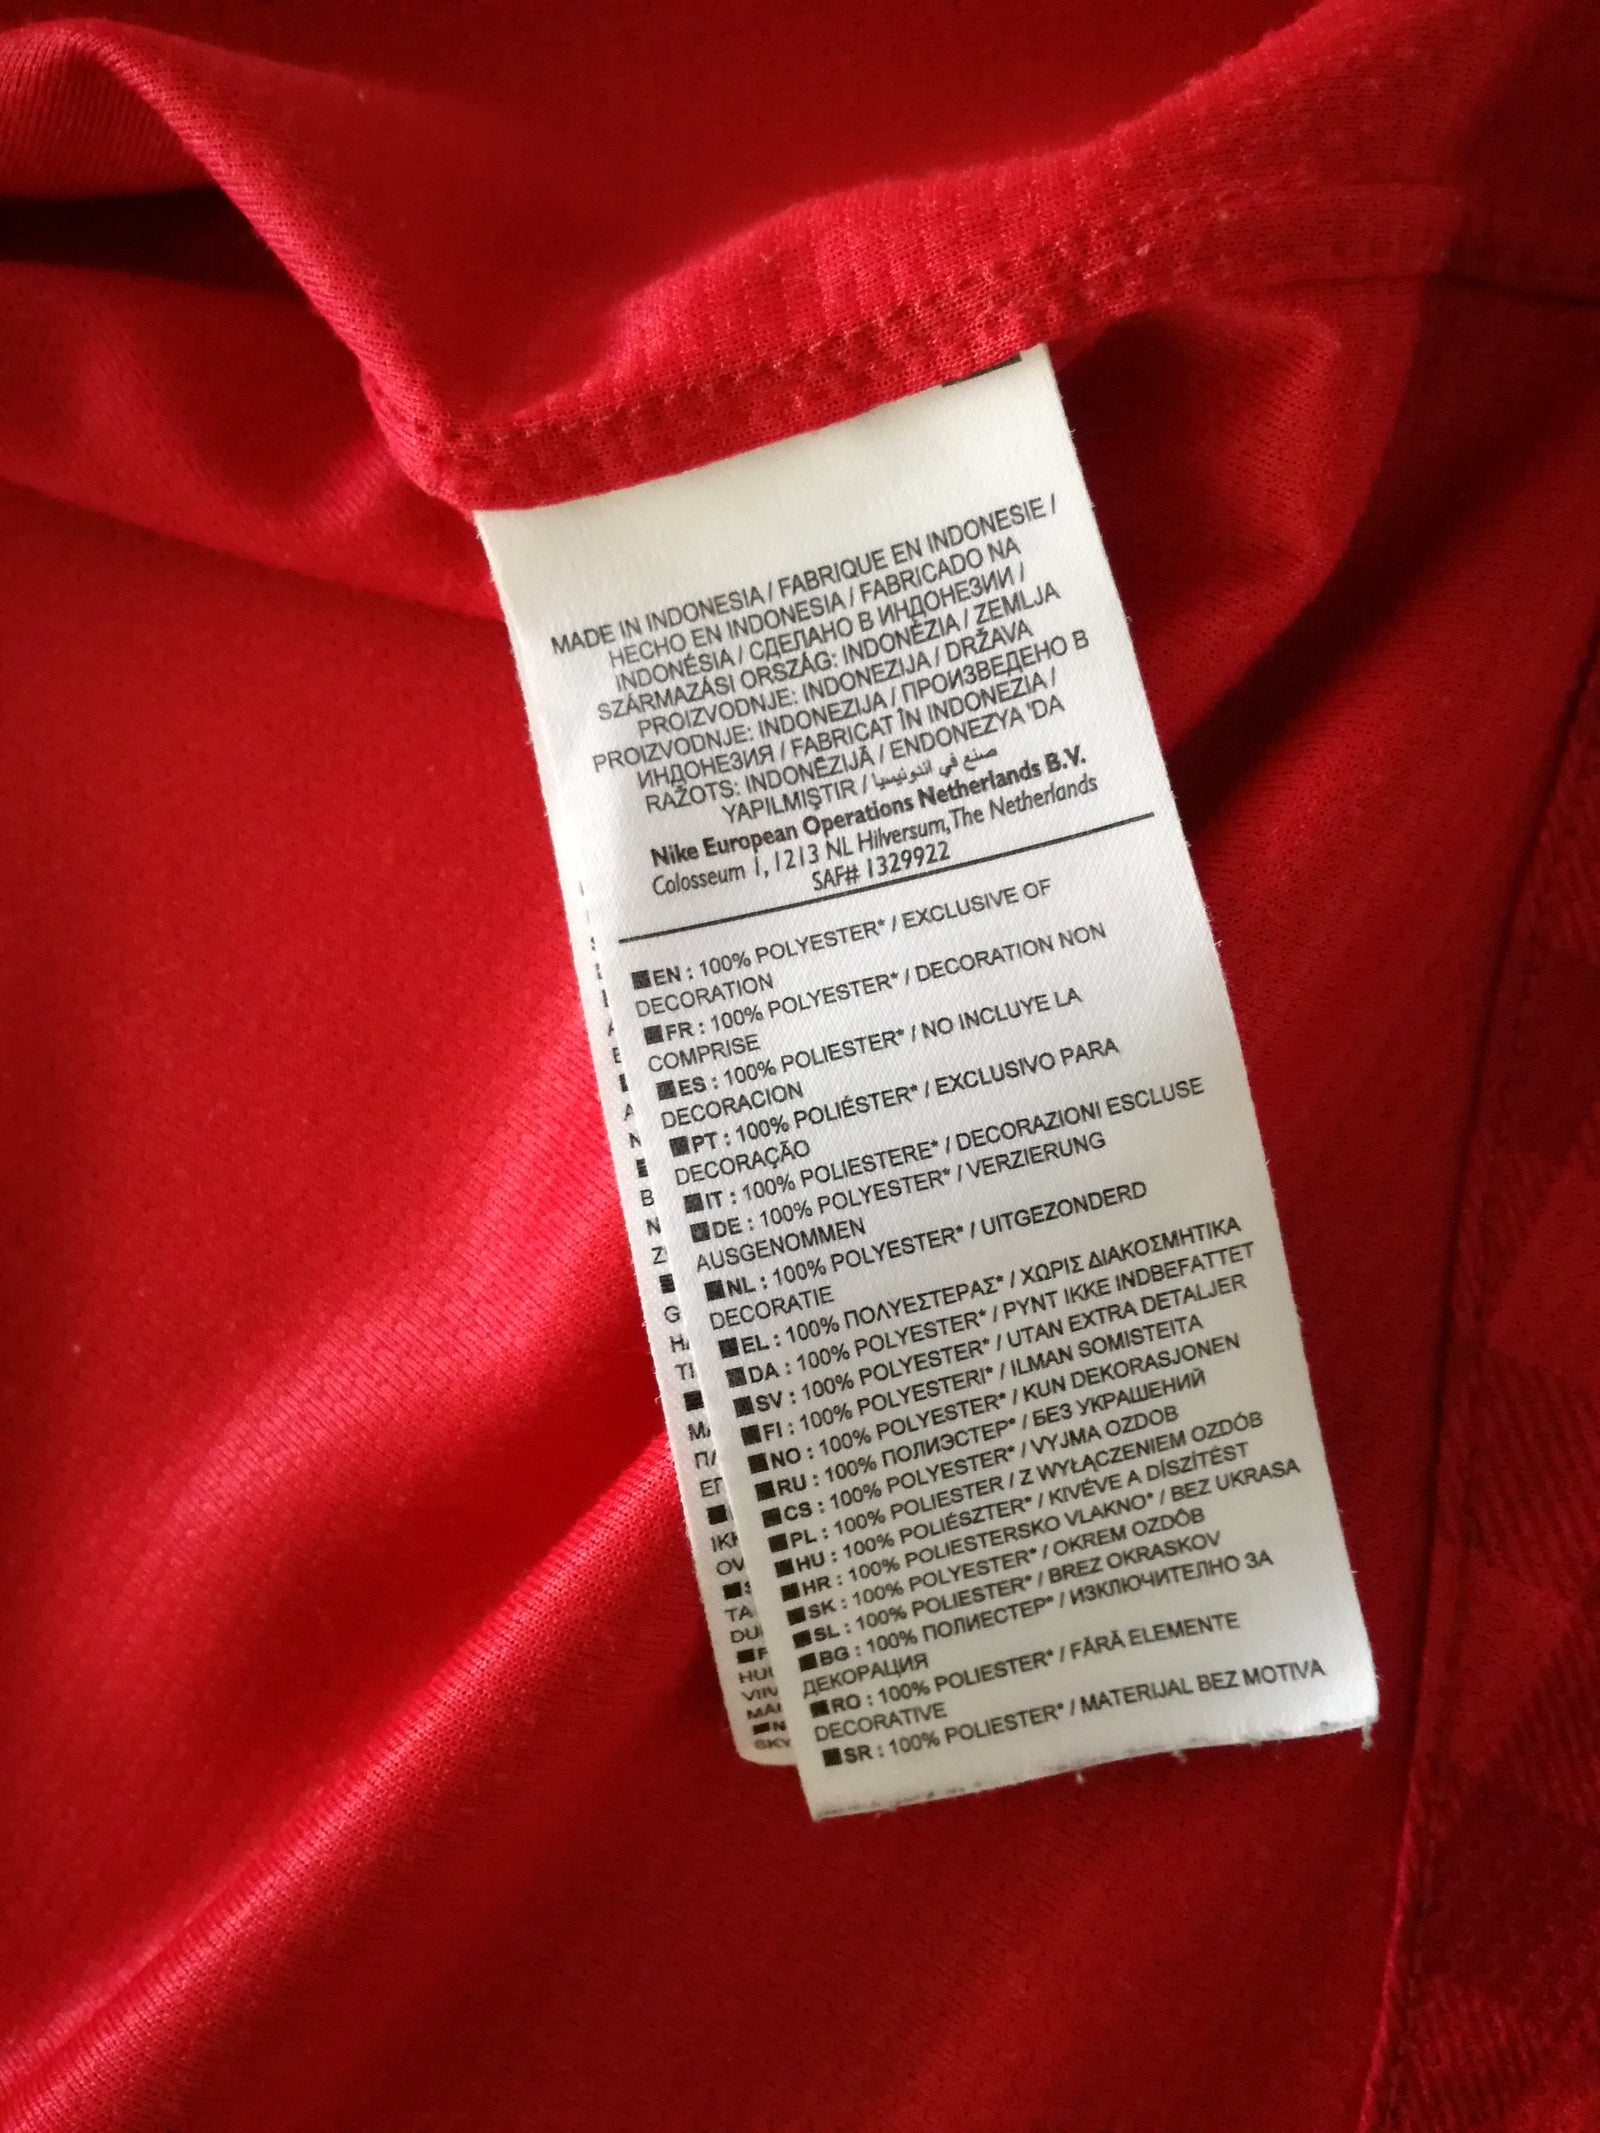 MADE IN INDONESIA / FABRIQUE EN INDONESIE /
HECHO EN INDONESIA / FABRICADO NA
INDONÉSIA / СДЕЛАНО В ИНДОНЕЗИИ /
SZÁRMAZÁSI ORSZÁG: INDONÉZIA / ZEMLJA
PROIZVODNJE: INDONEZIJA / DRŽAVA
PROIZVODNJE: INDONEZIJA / ПРОИЗВЕДЕНО В
ИНДОНЕЗИЯ / FABRICAT ÎN INDONEZIA /
RAŽOTS: INDONĒZIJĀ / ENDONEZYA 'DA
YAPILMIŞTIR / صنع في اندونيسيا
Nike European Operations Netherlands B.V.
Colosseum 1, 1213 NL Hilversum, The Netherlands
SAF# 1329922
EN : 100% POLYESTER* / EXCLUSIVE OF
DECORATION
FR : 100% POLYESTER* / DECORATION NON
COMPRISE
ES : 100% POLIESTER* / NO INCLUYE LA
DECORACION
PT : 100% POLIÉSTER* / EXCLUSIVO PARA
DECORAÇÃO
IT : 100% POLIESTERE* / DECORAZIONI ESCLUSE
DE : 100% POLYESTER* / VERZIERUNG
AUSGENOMMEN
NL : 100% POLYESTER* / UITGEZONDERD
DECORATIE
EL : 100% ΠΟΛΥΕΣΤΕΡΑΣ* / ΧΩΡΙΣ ΔΙΑΚΟΣΜΗΤΙΚΑ
DA : 100% POLYESTER* / PYNT IKKE INDBEFATTET
SV : 100% POLYESTER* / UTAN EXTRA DETALJER
FI : 100% POLYESTERI* / ILMAN SOMISTEITA
NO : 100% POLYESTER* / KUN DEKORASJONEN
RU : 100% ПОЛИЭСТЕР* / БЕЗ УКРАШЕНИЙ
CS : 100% POLYESTER* / VYJMA OZDOB
PL : 100% POLIESTER / Z WYŁĄCZENIEM OZDÓB
HU : 100% POLIÉSZTER* / KIVÉVE A DÍSZÍTÉST
HR : 100% POLIESTERSKO VLAKNO* / BEZ UKRASA
SK : 100% POLYESTER* / OKREM OZDÔB
SL : 100% POLIESTER* / BREZ OKRASKOV
BG : 100% ПОЛИЕСТЕР* / ИЗКЛЮЧИТЕЛНО ЗА
ДЕКОРАЦИЯ
RO : 100% POLIESTER* / FĂRĂ ELEMENTE
DECORATIVE
SR : 100% POLIESTER* / MATERIJAL BEZ MOTIVA